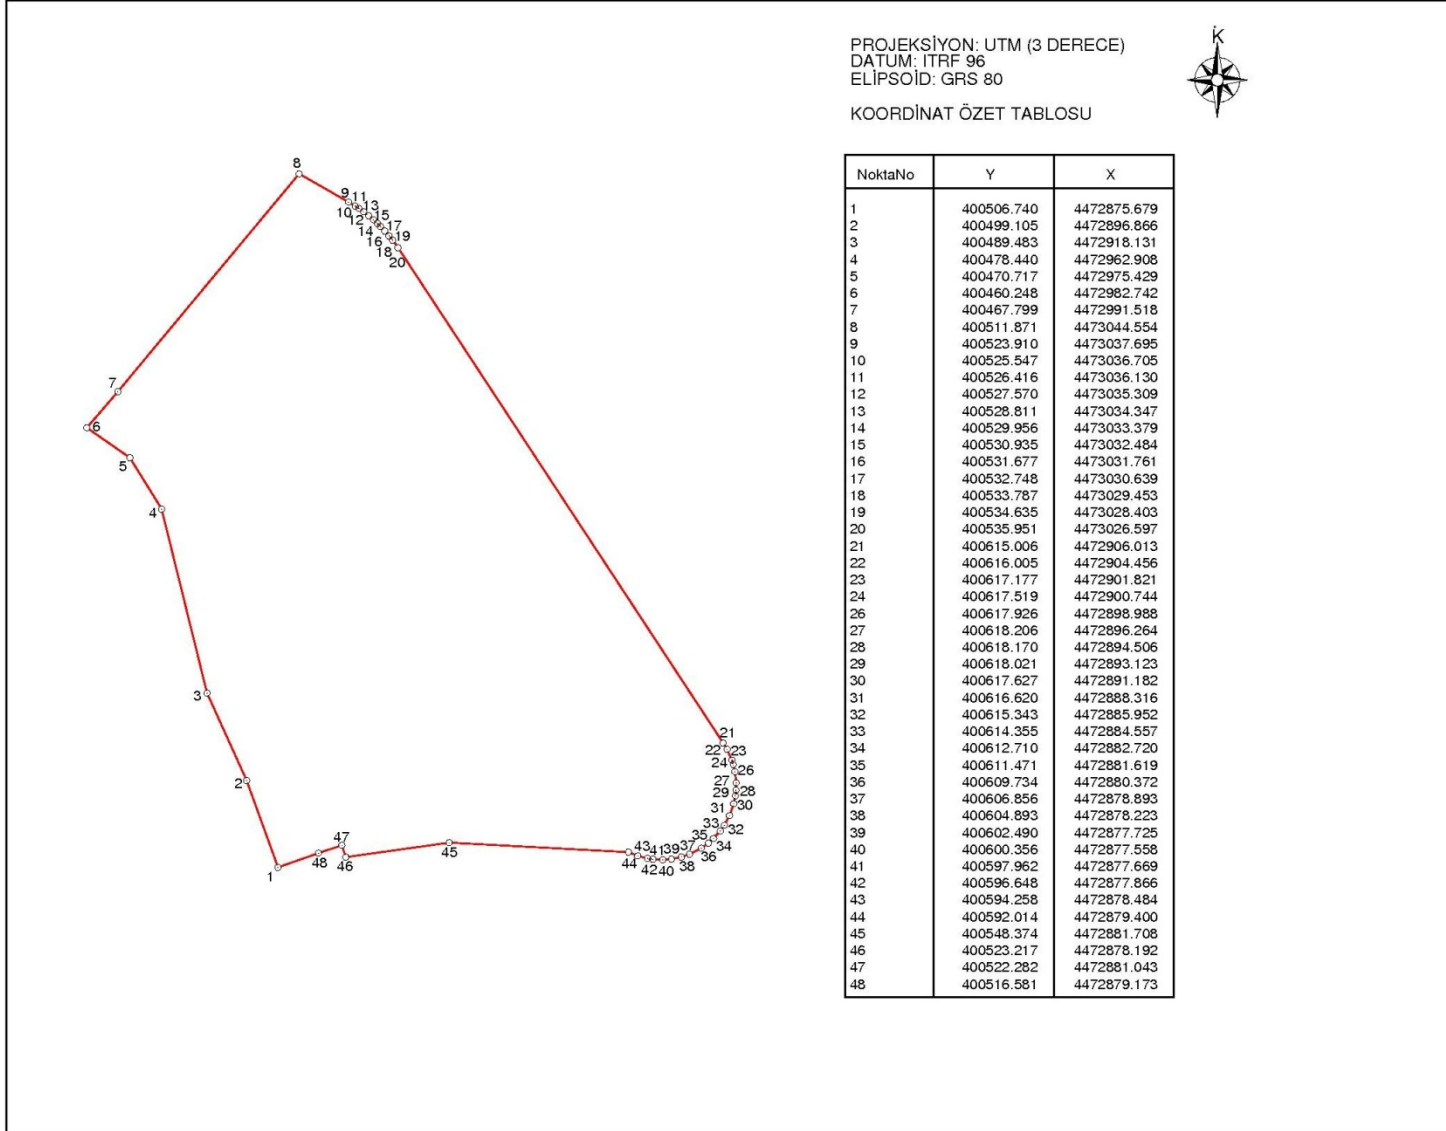 PROJEKSİYON: UTM (3 DERECE)
DATUM: ITRF 96
ELİPSOİD: GRS 80
KOORDİNAT ÖZET TABLOSU
K
NoktaNo Y X
1 400506.740 4472875.679
2 400499.105 4472896.866
3 400489.483 4472918.131
4 400478.440 4472962.908
5 400470.717 4472975.429
6 400460.248 4472982.742
7 400467.799 4472991.518
8 400511.871 4473044.554
9 400523.910 4473037.695
10 400525.547 4473036.705
11 400526.416 4473036.130
12 400527.570 4473035.309
13 400528.811 4473034.347
14 400529.956 4473033.379
15 400530.935 4473032.484
16 400531.677 4473031.761
17 400532.748 4473030.639
18 400533.787 4473029.453
19 400534.635 4473028.403
20 400535.951 4473026.597
21 400615.006 4472906.013
22 400616.005 4472904.456
23 400617.177 4472901.821
24 400617.519 4472900.744
26 400617.926 4472898.988
27 400618.206 4472896.264
28 400618.170 4472894.506
29 400618.021 4472893.123
30 400617.627 4472891.182
31 400616.620 4472888.316
32 400615.343 4472885.952
33 400614.355 4472884.557
34 400612.710 4472882.720
35 400611.471 4472881.619
36 400609.734 4472880.372
37 400606.856 4472878.893
38 400604.893 4472878.223
39 400602.490 4472877.725
40 400600.356 4472877.558
41 400597.962 4472877.669
42 400596.648 4472877.866
43 400594.258 4472878.484
44 400592.014 4472879.400
45 400548.374 4472881.708
46 400523.217 4472878.192
47 400522.282 4472881.043
48 400516.581 4472879.173
8
9
11
10
13
12
15
14
17
16
19
18
20
7
6
5
4
3
2
1
48
47
46
45
21
22
23
24
26
27
28
29
30
31
32
33
34
35
36
37
38
39
40
41
42
43
44